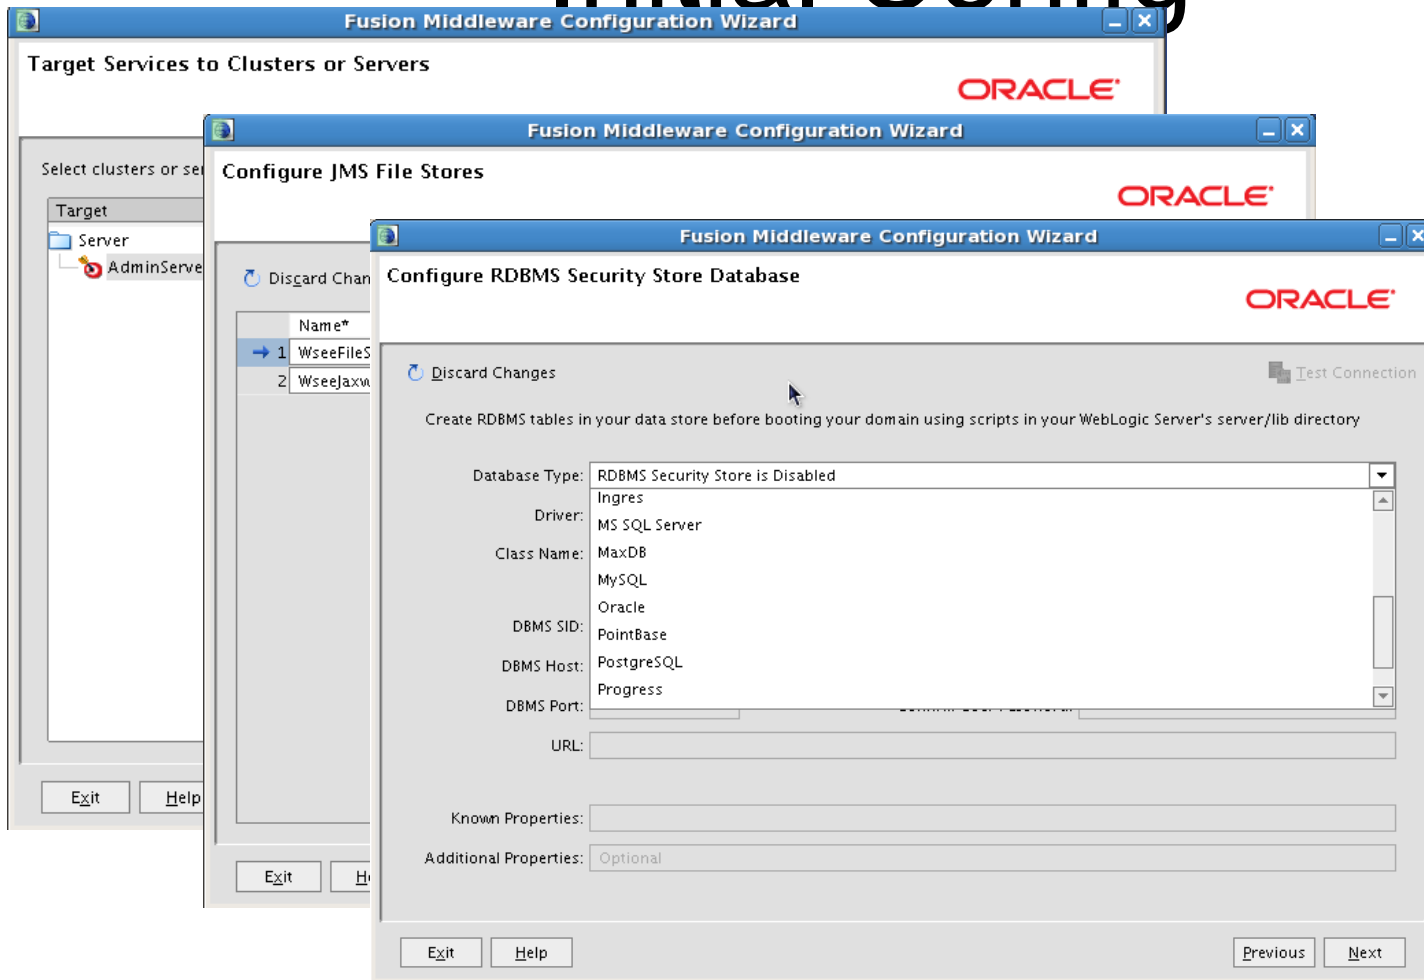 Initial Config
Fusion Middleware Configuration Wizard
Target Services to Clusters or Servers
ORACLE
Select clusters or
Target
Server
AdminServe
Exit
Help
Fusion Middleware Configuration Wizard
Configure JMS File Stores
ORACLE
Discard Chan
Name*
1 WseeFileS
2 WseeJaxw
Exit
Fusion Middleware Configuration Wizard
Configure RDBMS Security Store Database
ORACLE
Discard Changes
Test Connection
Create RDBMS tables in your data store before booting your domain using scripts in your WebLogic Server's server/lib directory
Database Type: RDBMS Security Store is Disabled
Ingres
Driver:
MS SQL Server
Class Name:
MaxDB
MySQL
Oracle
DBMS SID:
PointBase
DBMS Host:
PostgreSQL
Progress
DBMS Port:
URL:
Known Properties:
Additional Properties: Optional
Exit
Help
Previous
Next